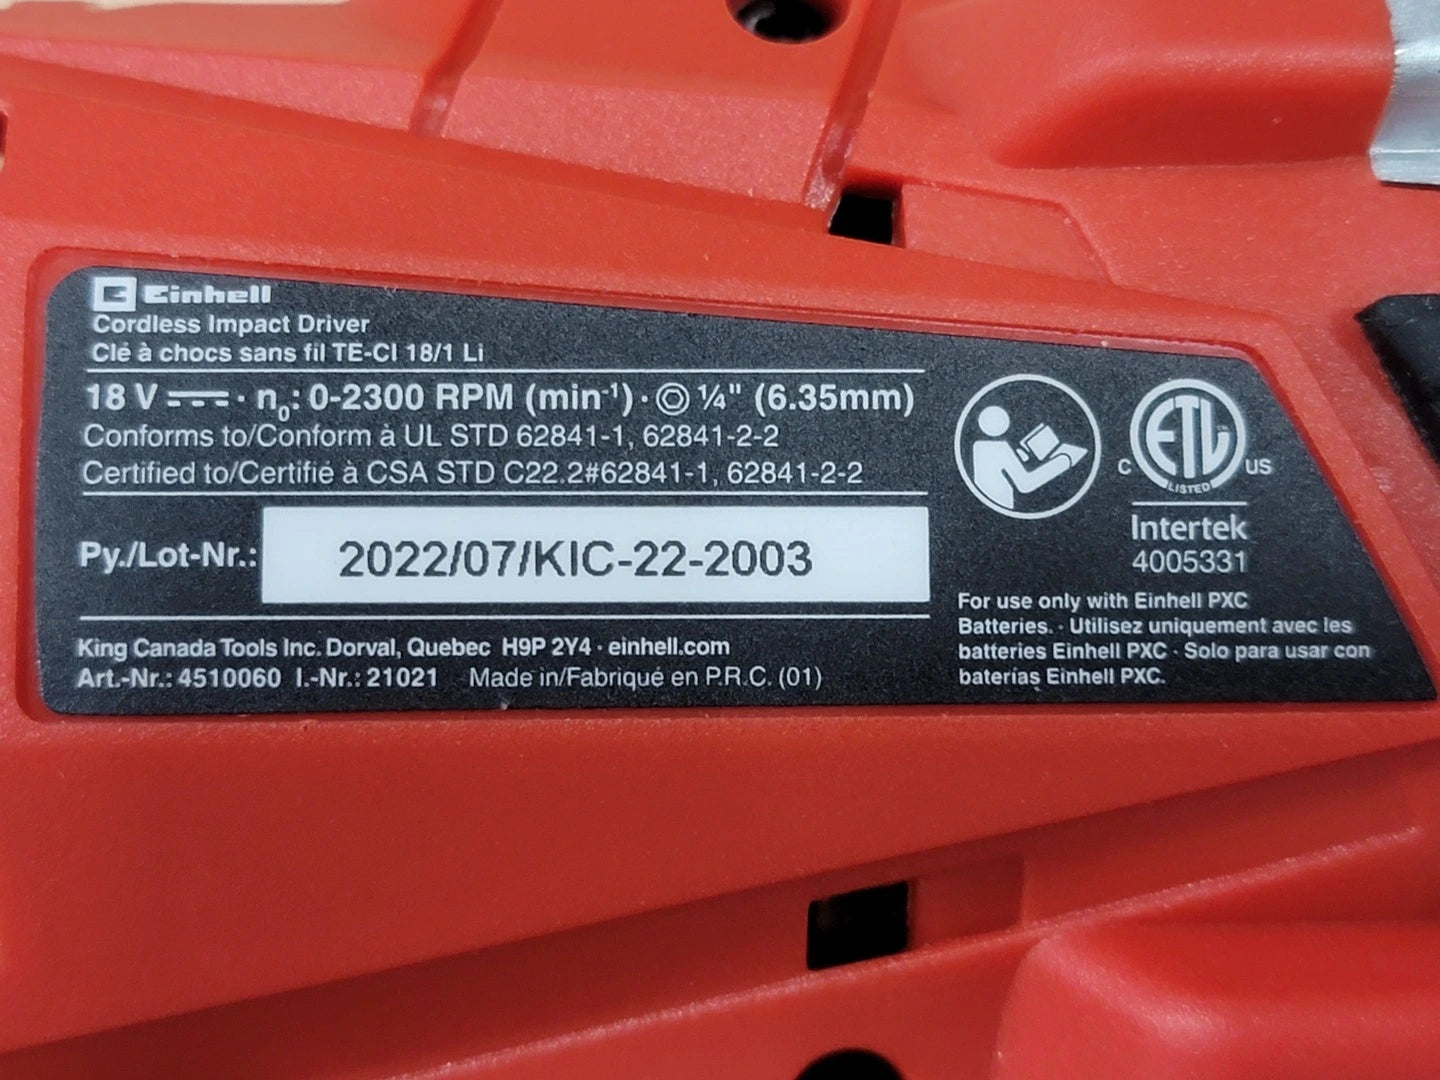 Einhell
Cordless Impact Driver
Clé à chocs sans fil TE-CI 18/1 Li
18 V ⎓ · n₀: 0-2300 RPM (min⁻¹) · 1/4" (6.35mm)
Conforms to/Conform à UL STD 62841-1, 62841-2-2
Certified to/Certifié à CSA STD C22.2#62841-1, 62841-2-2
Py./Lot-Nr.: 2022/07/KIC-22-2003
King Canada Tools Inc. Dorval, Quebec H9P 2Y4 · einhell.com
Art.-Nr.: 4510060 I.-Nr.: 21021 Made in/Fabriqué en P.R.C. (01)
ETL
C US
LISTED
Intertek
4005331
For use only with Einhell PXC
Batteries. · Utilisez uniquement avec les
batteries Einhell PXC · Solo para usar con
baterías Einhell PXC.